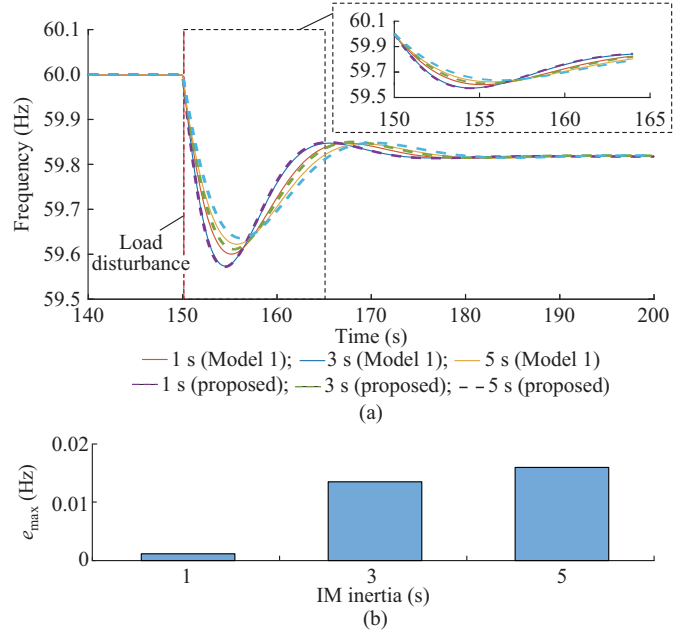 60.1
60.0
59.9
59.8
59.7
59.6
59.5
Frequency (Hz)
60.1
59.9
59.7
59.5
150 155 160 165
Load
disturbance
140 150 160 170 180 190 200
Time (s)
1 s (Model 1); 3 s (Model 1); 5 s (Model 1)
1 s (proposed); 3 s (proposed); 5 s (proposed)
(a)
0.02
0.01
0
e_max (Hz)
1 3 5
IM inertia (s)
(b)